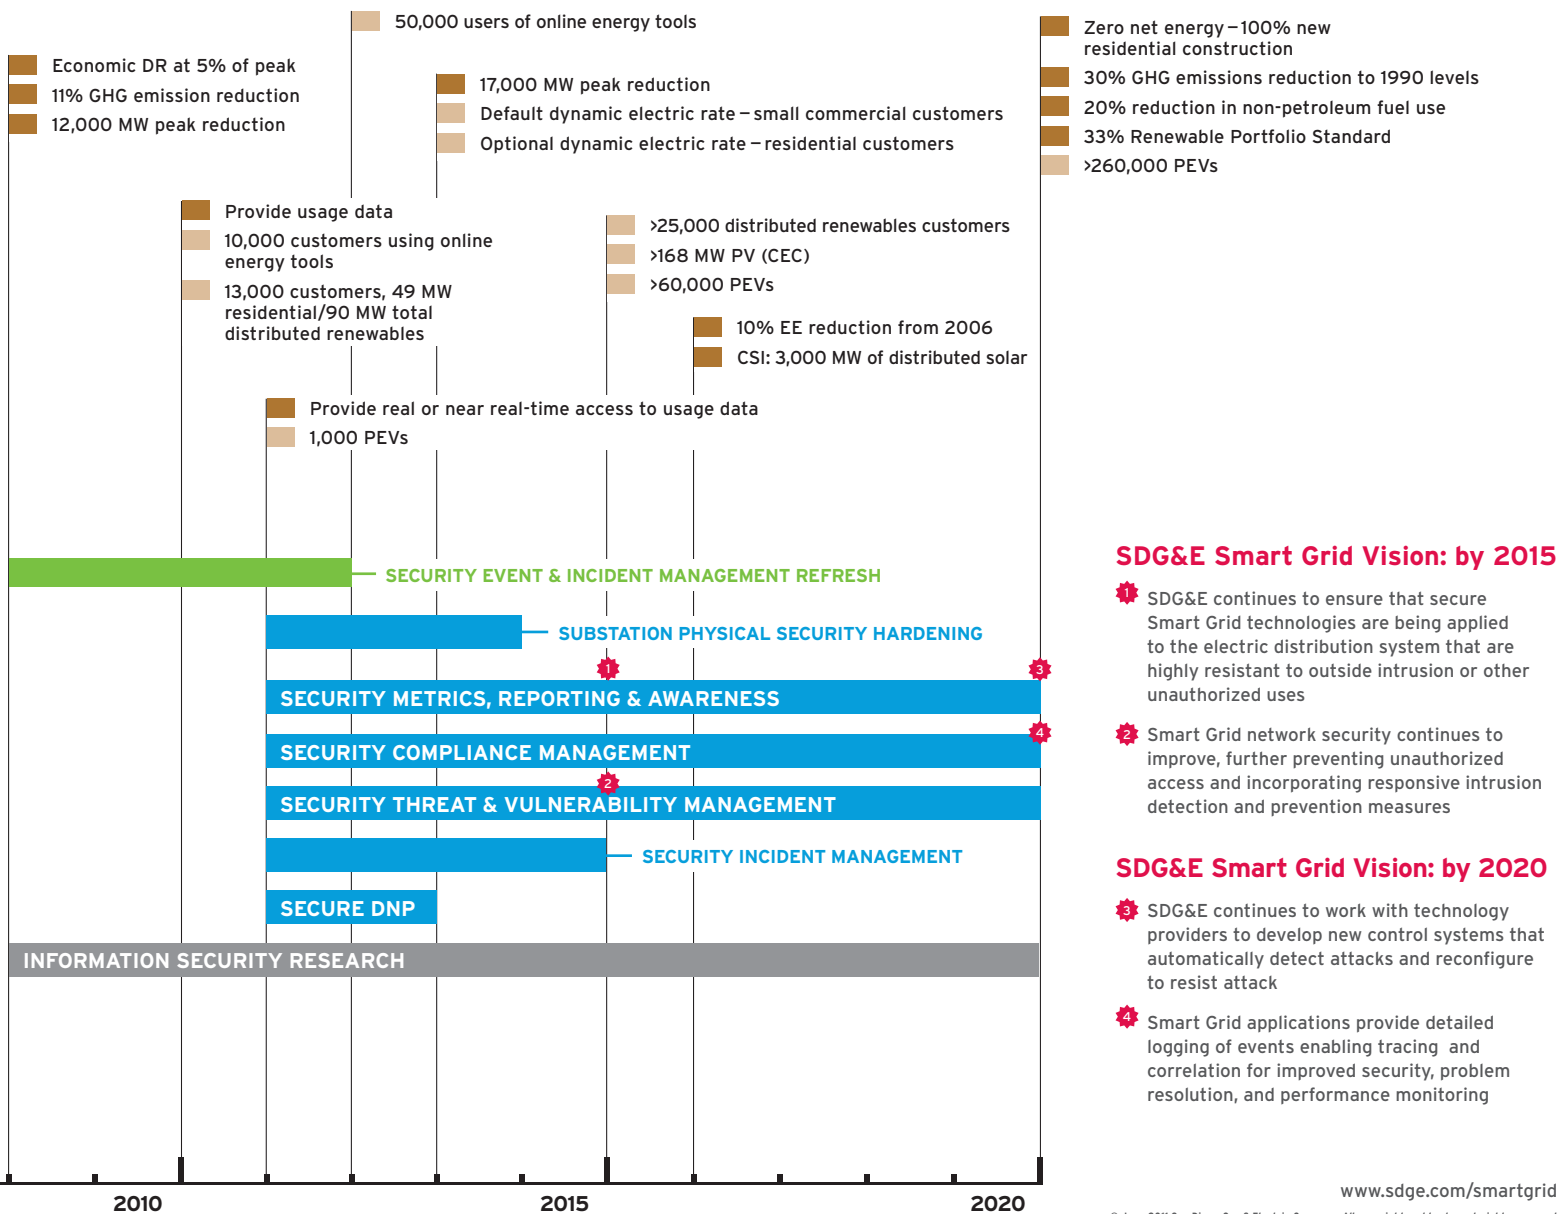 50,000 users of online energy tools
Economic DR at 5% of peak
11% GHG emission reduction
12,000 MW peak reduction
17,000 MW peak reduction
Default dynamic electric rate – small commercial customers
Optional dynamic electric rate – residential customers
Zero net energy – 100% new
residential construction
30% GHG emissions reduction to 1990 levels
20% reduction in non-petroleum fuel use
33% Renewable Portfolio Standard
>260,000 PEVs
Provide usage data
10,000 customers using online
energy tools
13,000 customers, 49 MW
residential/90 MW total
distributed renewables
>25,000 distributed renewables customers
>168 MW PV (CEC)
>60,000 PEVs
10% EE reduction from 2006
CSI: 3,000 MW of distributed solar
Provide real or near real-time access to usage data
1,000 PEVs
SECURITY EVENT & INCIDENT MANAGEMENT REFRESH
SUBSTATION PHYSICAL SECURITY HARDENING
1
3
SECURITY METRICS, REPORTING & AWARENESS
4
SECURITY COMPLIANCE MANAGEMENT
2
SECURITY THREAT & VULNERABILITY MANAGEMENT
SECURITY INCIDENT MANAGEMENT
SECURE DNP
INFORMATION SECURITY RESEARCH
2010
2015
2020
SDG&E Smart Grid Vision: by 2015
1 SDG&E continues to ensure that secure
Smart Grid technologies are being applied
to the electric distribution system that are
highly resistant to outside intrusion or other
unauthorized uses
2 Smart Grid network security continues to
improve, further preventing unauthorized
access and incorporating responsive intrusion
detection and prevention measures
SDG&E Smart Grid Vision: by 2020
3 SDG&E continues to work with technology
providers to develop new control systems that
automatically detect attacks and reconfigure
to resist attack
4 Smart Grid applications provide detailed
logging of events enabling tracing and
correlation for improved security, problem
resolution, and performance monitoring
www.sdge.com/smartgrid